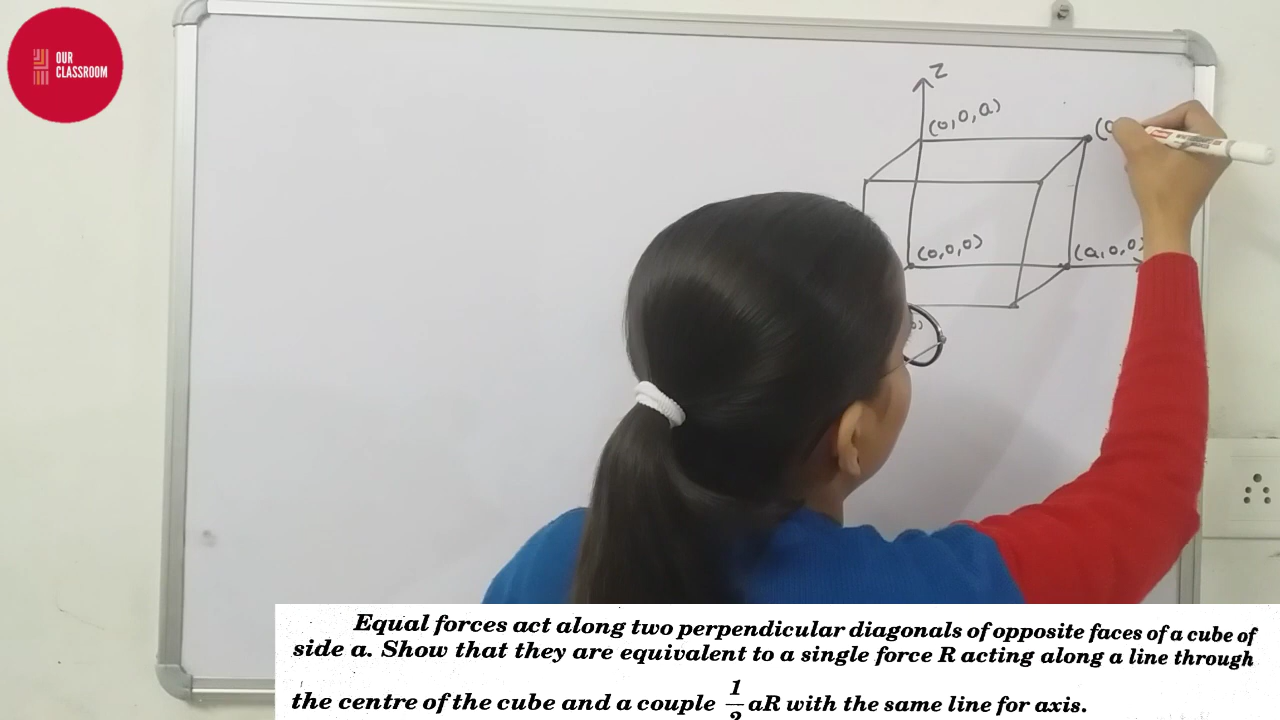 OUR
CLASSROOM
Z
(0,0,a)
(0,0,0)
(a,0,0)
Equal forces act along two perpendicular diagonals of opposite faces of a cube of
side a. Show that they are equivalent to a single force R acting along a line through
the centre of the cube and a couple 1/2 aR with the same line for axis.